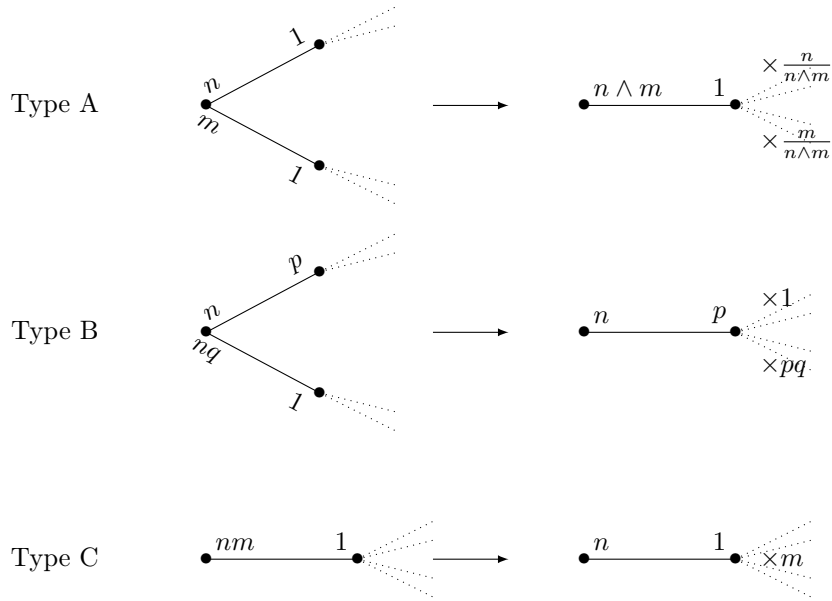 1
× n/(n∧m)
n
n ∧ m 1
Type A
m
× m/(n∧m)
1
p
n
×1
n p
Type B
nq
×pq
1
nm 1 n 1
Type C ×m